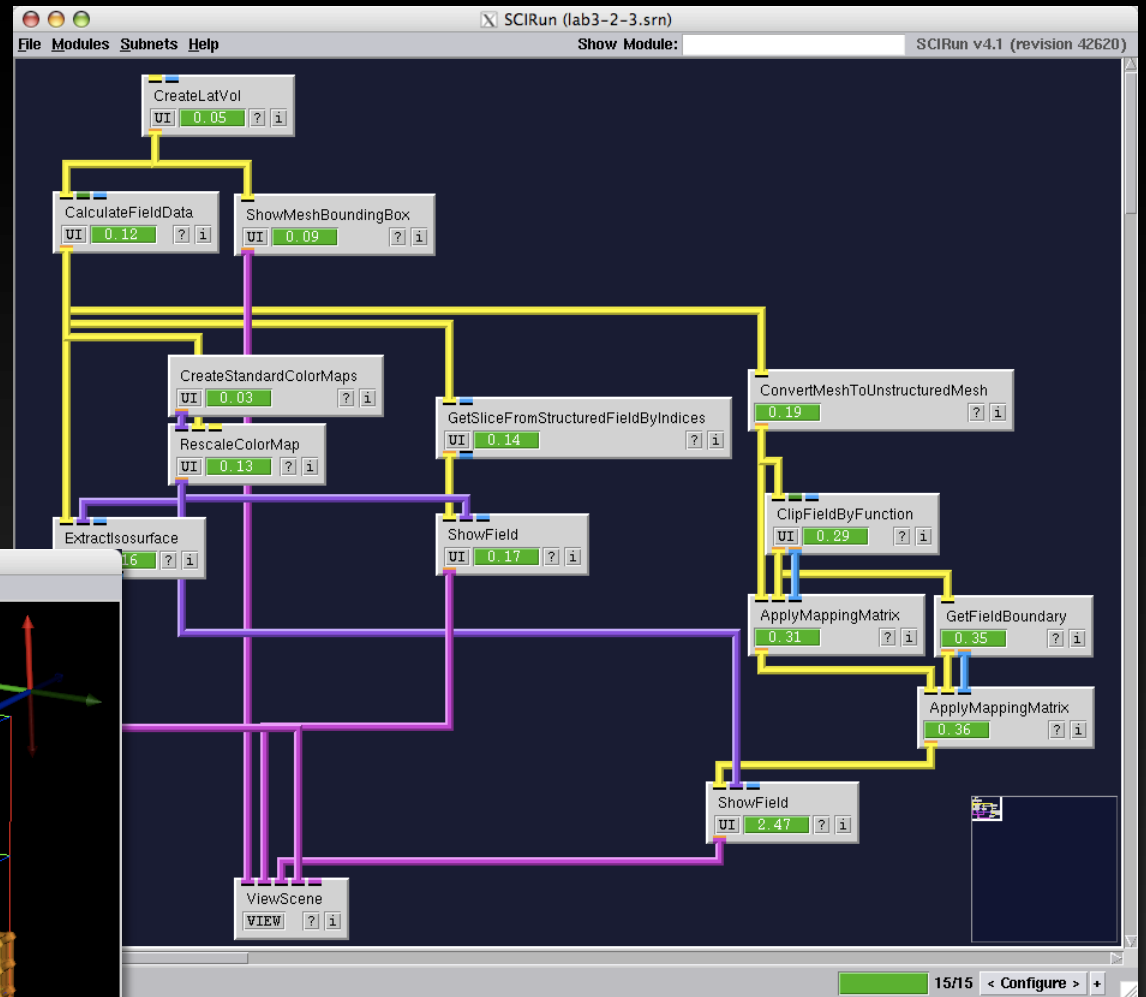 SCIRun (lab3-2-3.srn)
File Modules Subnets Help Show Module: SCIRun v4.1 (revision 42620)
CreateLatVol
UI 0.05 ? i
CalculateFieldData
UI 0.12 ? i
ShowMeshBoundingBox
UI 0.09 ? i
CreateStandardColorMaps
UI 0.03 ? i
RescaleColorMap
UI 0.13 ? i
GetSliceFromStructuredFieldByIndices
UI 0.14 ? i
ConvertMeshToUnstructuredMesh
0.19 ? i
ClipFieldByFunction
UI 0.29 ? i
ExtractIsosurface
16 ? i
ShowField
UI 0.17 ? i
ApplyMappingMatrix
0.31 ? i
GetFieldBoundary
0.35 ? i
ApplyMappingMatrix
0.36 ? i
ShowField
UI 2.47 ? i
ViewScene
VIEW ? i
15/15 < Configure > +